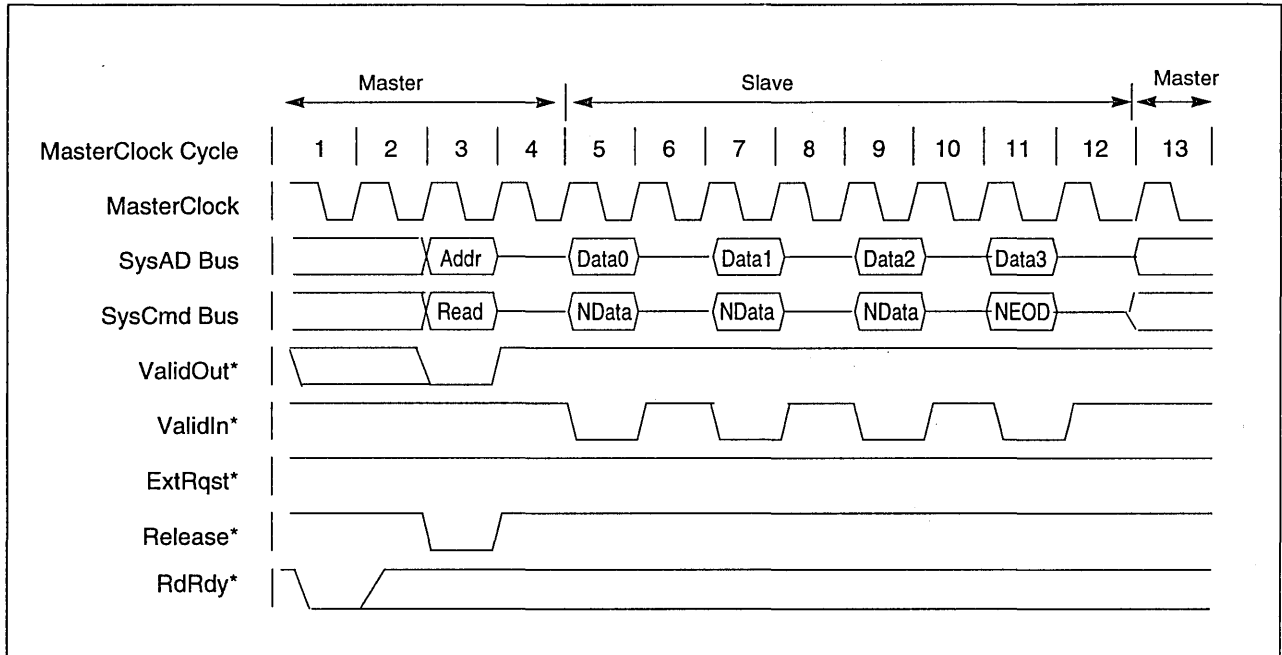 Master Slave Master
MasterClock Cycle 1 2 3 4 5 6 7 8 9 10 11 12 13
MasterClock
SysAD Bus Addr Data0 Data1 Data2 Data3
SysCmd Bus Read NData NData NData NEOD
ValidOut*
ValidIn*
ExtRqst*
Release*
RdRdy*